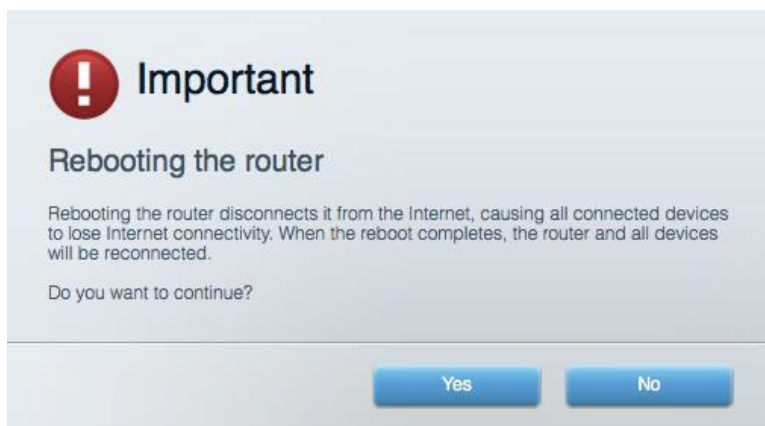 Important
Rebooting the router
Rebooting the router disconnects it from the Internet, causing all connected devices
to lose Internet connectivity. When the reboot completes, the router and all devices
will be reconnected.
Do you want to continue?
Yes
No